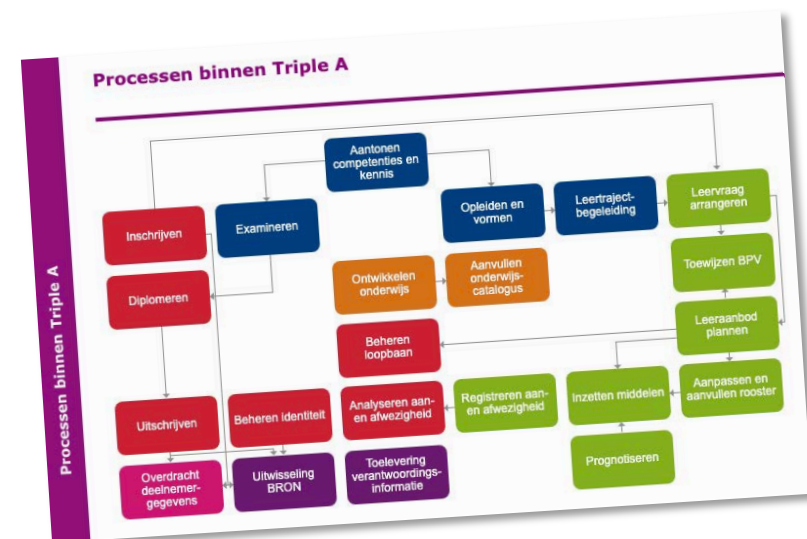 Processen binnen Triple A
Processen binnen Triple A
Aantonen
competenties en
kennis
Inschrijven
Examineren
Opleiden en
vormen
Leertraject-
begeleiding
Leervraag
arrangeren
Diplomeren
Ontwikkelen
onderwijs
Aanvullen
onderwijs-
catalogus
Toewijzen BPV
Beheren
loopbaan
Leeraanbod
plannen
Uitschrijven
Beheren identiteit
Analyseren aan-
en afwezigheid
Registreren aan-
en afwezigheid
Inzetten middelen
Aanpassen en
aanvullen rooster
Overdracht
deelnemer-
gegevens
Uitwisseling
BRON
Toelevering
verantwoordings-
informatie
Prognotiseren